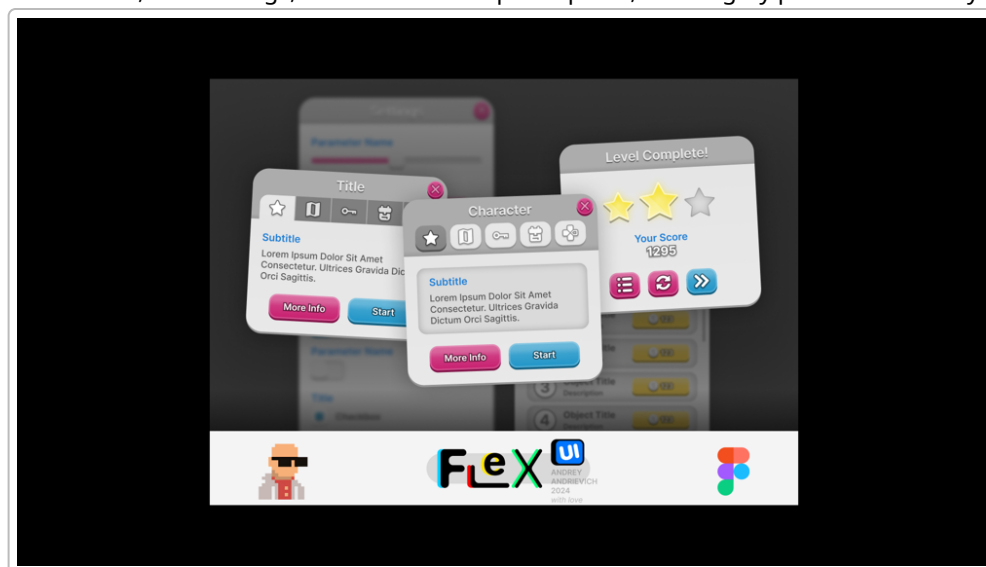 Parameter Name
Level Complete!
Title
Character
Your Score
1295
Subtitle
Lorem Ipsum Dolor Sit Amet
Consectetur. Ultrices Gravida
Orci Sagittis.
Subtitle
Lorem Ipsum Dolor Sit Amet
Consectetur. Ultrices Gravida
Dictum Orci Sagittis.
More Info
Start
More Info
Start
Parameter Name
Title
3
Object Title
Description
4
Object Title
Description
FLeX
UI
ANDREY
ANDRIEVICH
2024
with love